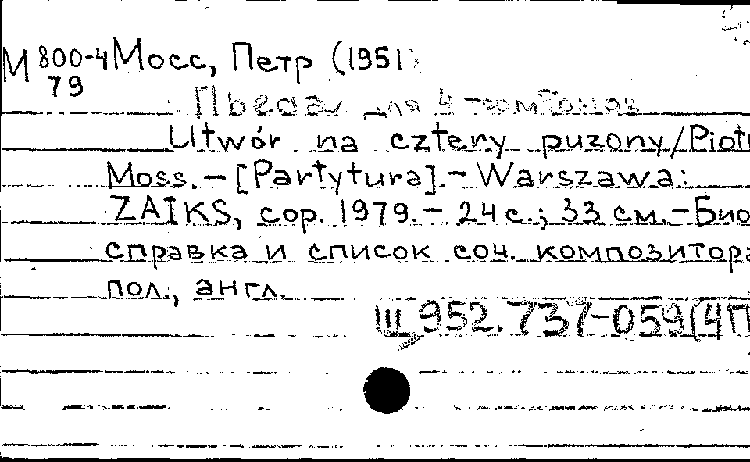 М 800-4 Мосс, Петр (1951
79
Пьеса для 4 тромбонов
Utwór na cztery puzony/Piotr
Moss. — [Partytura]. — Warszawa:
ZAIKS, cop. 1979. — 24 с.; 33 см. — Био
справка и список соч. композитора
пол., англ.
Ш 952.737-059(4П